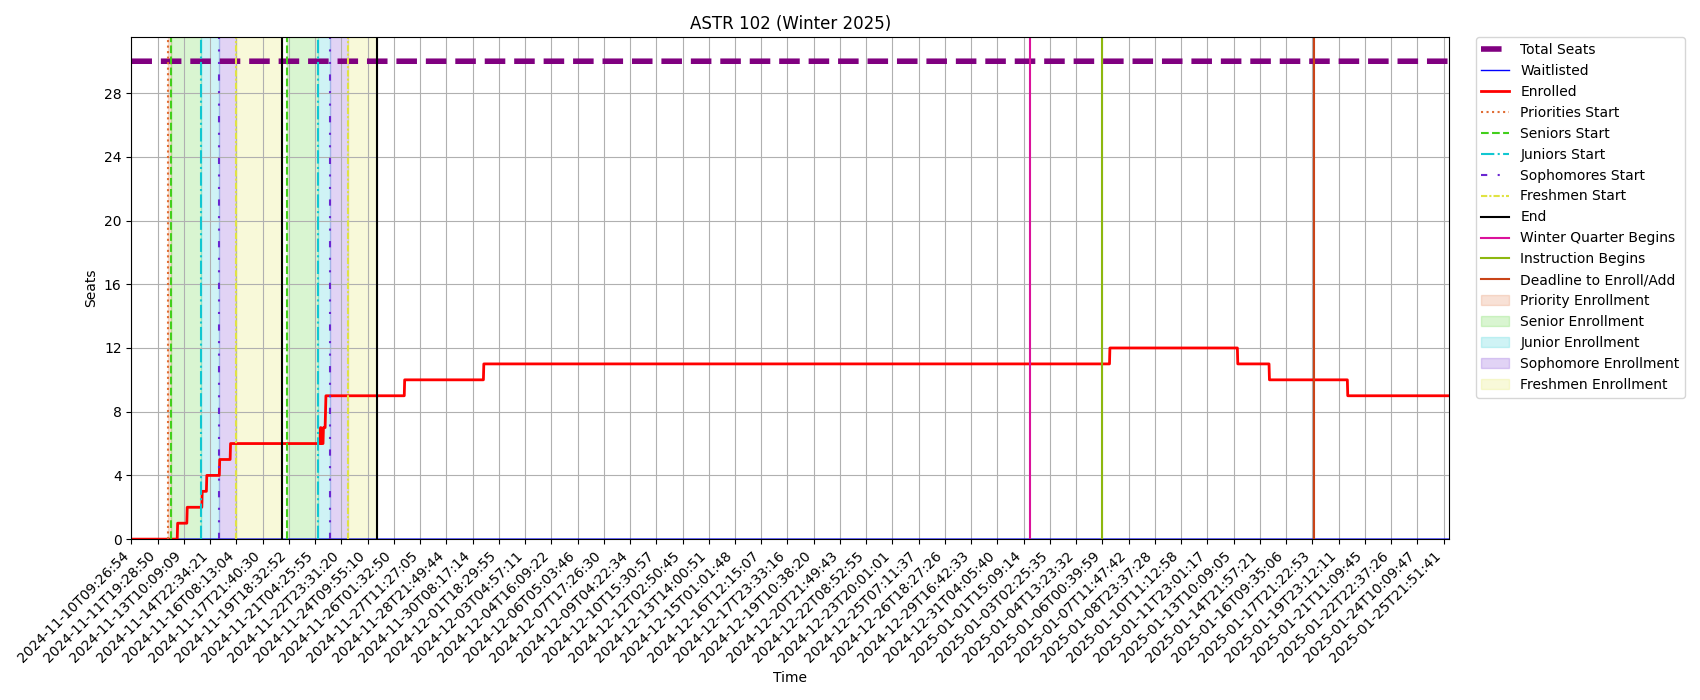 ASTR 102 (Winter 2025)
Seats
28
24
20
16
12
8
4
0
2024-11-10T09:26:54
2024-11-11T19:28:50
2024-11-13T10:09:09
2024-11-14T22:34:21
2024-11-16T08:13:04
2024-11-17T21:40:30
2024-11-19T18:32:52
2024-11-21T04:25:55
2024-11-22T23:31:20
2024-11-24T09:55:10
2024-11-26T01:32:50
2024-11-27T11:27:05
2024-11-28T21:49:44
2024-11-30T08:17:14
2024-12-01T18:29:55
2024-12-03T04:57:11
2024-12-04T16:09:22
2024-12-06T05:03:46
2024-12-07T17:26:30
2024-12-09T04:22:34
2024-12-10T15:30:57
2024-12-12T02:50:45
2024-12-13T14:00:51
2024-12-15T01:01:48
2024-12-16T12:15:07
2024-12-17T23:33:16
2024-12-19T10:38:20
2024-12-20T21:49:43
2024-12-22T08:52:55
2024-12-23T20:01:01
2024-12-25T07:11:37
2024-12-26T18:27:26
2024-12-29T16:42:33
2024-12-31T04:05:40
2025-01-01T15:09:14
2025-01-03T02:25:35
2025-01-04T13:23:32
2025-01-06T00:39:59
2025-01-07T11:47:42
2025-01-08T23:37:28
2025-01-10T11:12:58
2025-01-11T23:01:17
2025-01-13T10:09:05
2025-01-14T21:57:21
2025-01-16T09:35:06
2025-01-17T21:22:53
2025-01-19T23:12:11
2025-01-21T11:09:45
2025-01-22T22:37:26
2025-01-24T10:09:47
2025-01-25T21:51:41
Time
Total Seats
Waitlisted
Enrolled
Priorities Start
Seniors Start
Juniors Start
Sophomores Start
Freshmen Start
End
Winter Quarter Begins
Instruction Begins
Deadline to Enroll/Add
Priority Enrollment
Senior Enrollment
Junior Enrollment
Sophomore Enrollment
Freshmen Enrollment